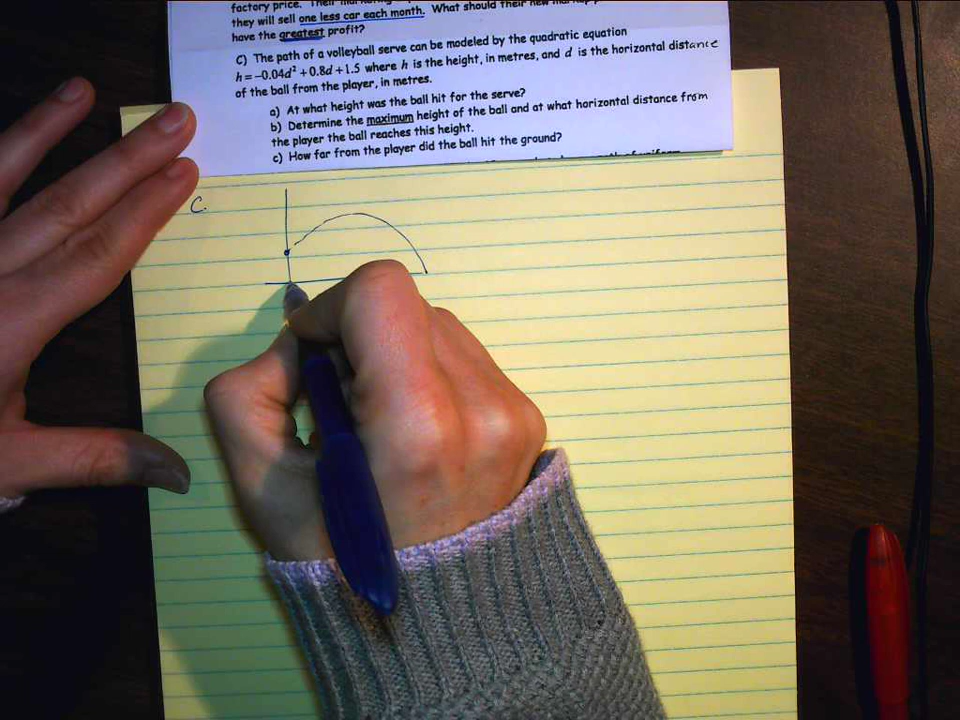 factory price. Their
they will sell one less car each month. What should their new
have the greatest profit?
C) The path of a volleyball serve can be modeled by the quadratic equation
h = -0.04d² + 0.8d + 1.5 where h is the height, in metres, and d is the horizontal distance
of the ball from the player, in metres.
a) At what height was the ball hit for the serve?
b) Determine the maximum height of the ball and at what horizontal distance from
the player the ball reaches this height.
c) How far from the player did the ball hit the ground?
C.